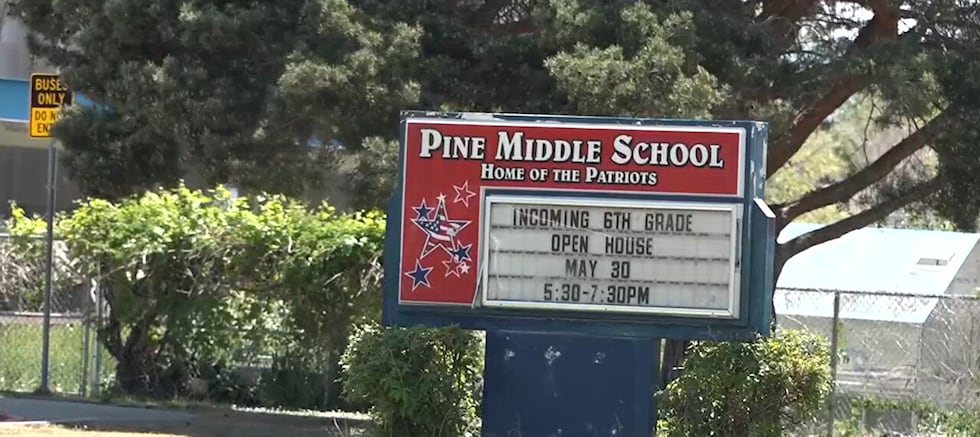 BUSES
ONLY
DO
PINE MIDDLE SCHOOL
HOME OF THE PATRIOTS
INCOMING 6TH GRADE
OPEN HOUSE
MAY 30
5:30-7:30PM